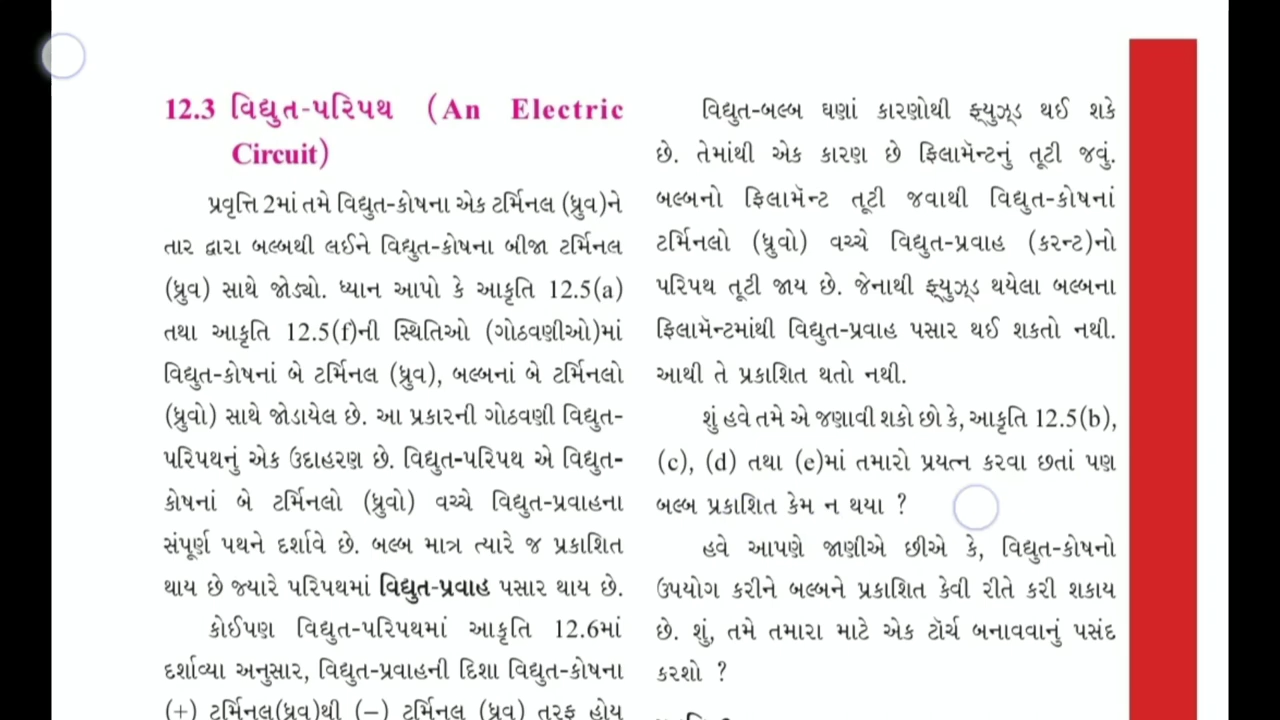 12.3 વિદ્યુત-પરિપથ (An Electric
Circuit)
પ્રવૃત્તિ 2માં તમે વિદ્યુત-કોષના એક ટર્મિનલ (ધ્રુવ)ને
તાર દ્વારા બલ્બથી લઈને વિદ્યુત-કોષના બીજા ટર્મિનલ
(ધ્રુવ) સાથે જોડ્યો. ધ્યાન આપો કે આકૃતિ 12.5(a)
તથા આકૃતિ 12.5(f)ની સ્થિતિઓ (ગોઠવણીઓ)માં
વિદ્યુત-કોષનાં બે ટર્મિનલ (ધ્રુવ), બલ્બનાં બે ટર્મિનલો
(ધ્રુવો) સાથે જોડાયેલ છે. આ પ્રકારની ગોઠવણી વિદ્યુત-
પરિપથનું એક ઉદાહરણ છે. વિદ્યુત-પરિપથ એ વિદ્યુત-
કોષનાં બે ટર્મિનલો (ધ્રુવો) વચ્ચે વિદ્યુત-પ્રવાહના
સંપૂર્ણ પથને દર્શાવે છે. બલ્બ માત્ર ત્યારે જ પ્રકાશિત
થાય છે જ્યારે પરિપથમાં વિદ્યુત-પ્રવાહ પસાર થાય છે.
કોઈપણ વિદ્યુત-પરિપથમાં આકૃતિ 12.6માં
દર્શાવ્યા અનુસાર, વિદ્યુત-પ્રવાહની દિશા વિદ્યુત-કોષના
(+) ટર્મિનલ(ધ્રુવ)થી (−) ટર્મિનલ (ધ્રુવ) તરફ હોય
વિદ્યુત-બલ્બ ઘણાં કારણોથી ફ્યુઝ્ડ થઈ શકે
છે. તેમાંથી એક કારણ છે ફિલામૅન્ટનું તૂટી જવું.
બલ્બનો ફિલામૅન્ટ તૂટી જવાથી વિદ્યુત-કોષનાં
ટર્મિનલો (ધ્રુવો) વચ્ચે વિદ્યુત-પ્રવાહ (કરન્ટ)નો
પરિપથ તૂટી જાય છે. જેનાથી ફ્યુઝ્ડ થયેલા બલ્બના
ફિલામૅન્ટમાંથી વિદ્યુત-પ્રવાહ પસાર થઈ શકતો નથી.
આથી તે પ્રકાશિત થતો નથી.
શું હવે તમે એ જણાવી શકો છો કે, આકૃતિ 12.5(b),
(c), (d) તથા (e)માં તમારો પ્રયત્ન કરવા છતાં પણ
બલ્બ પ્રકાશિત કેમ ન થયા ?
હવે આપણે જાણીએ છીએ કે, વિદ્યુત-કોષનો
ઉપયોગ કરીને બલ્બને પ્રકાશિત કેવી રીતે કરી શકાય
છે. શું, તમે તમારા માટે એક ટૉર્ચ બનાવવાનું પસંદ
કરશો ?